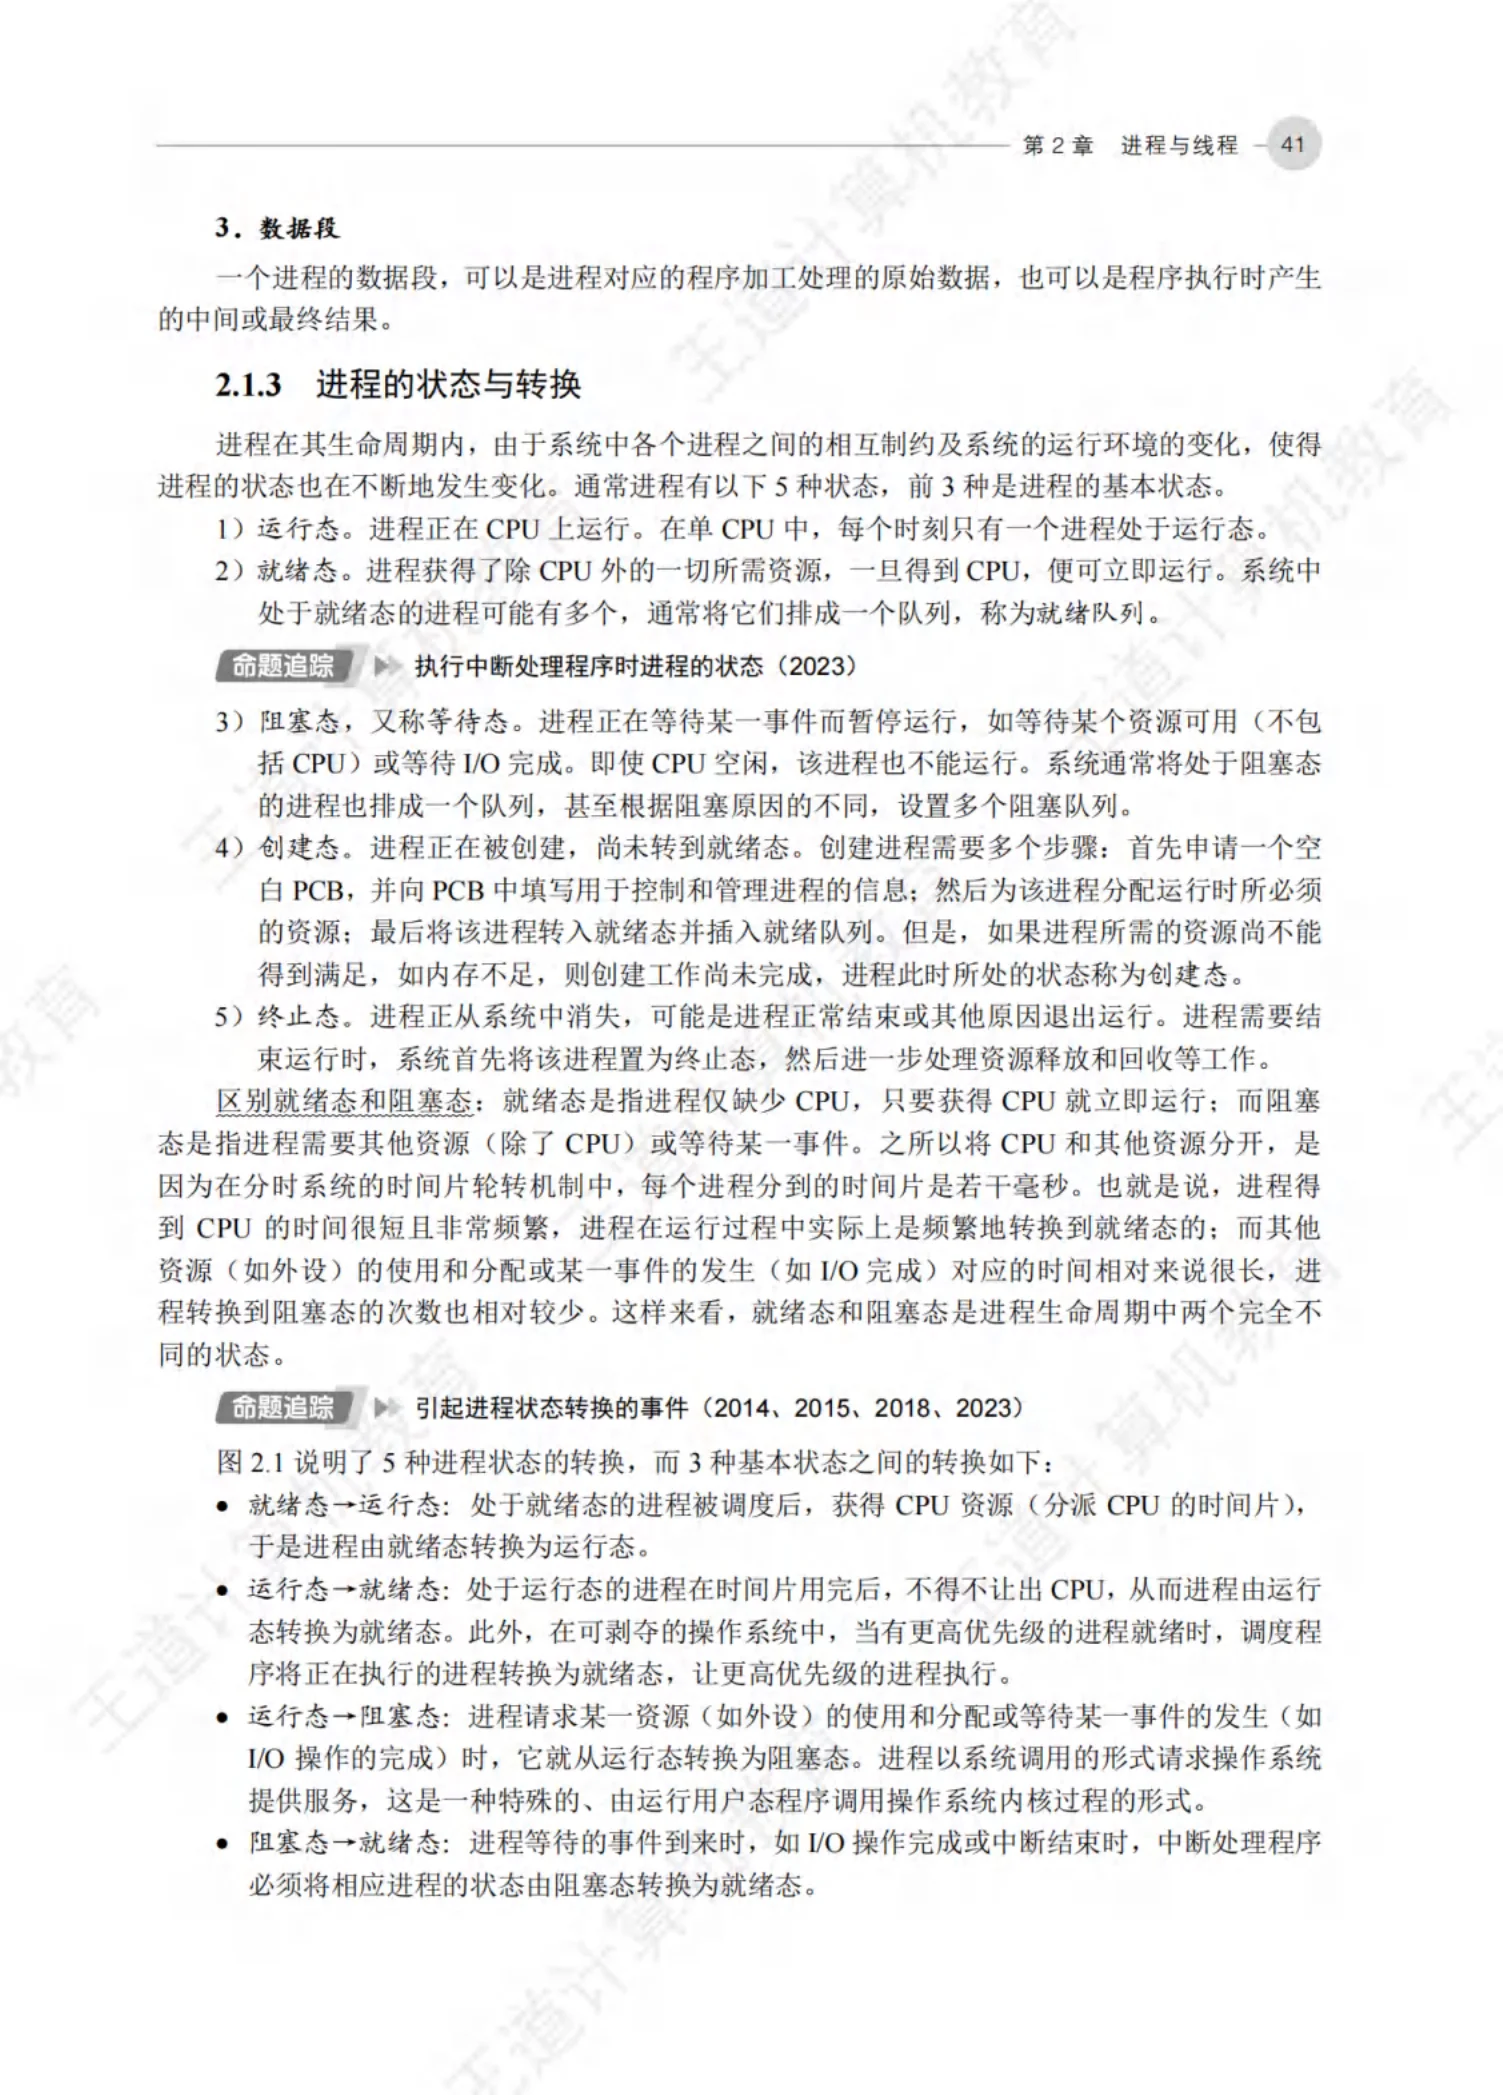 第 2 章 进程与线程 41
3．数据段
一个进程的数据段，可以是进程对应的程序加工处理的原始数据，也可以是程序执行时产生
的中间或最终结果。
2.1.3 进程的状态与转换
进程在其生命周期内，由于系统中各个进程之间的相互制约及系统的运行环境的变化，使得
进程的状态也在不断地发生变化。通常进程有以下 5 种状态，前 3 种是进程的基本状态。
1）运行态。进程正在 CPU 上运行。在单 CPU 中，每个时刻只有一个进程处于运行态。
2）就绪态。进程获得了除 CPU 外的一切所需资源，一旦得到 CPU，便可立即运行。系统中
处于就绪态的进程可能有多个，通常将它们排成一个队列，称为就绪队列。
命题追踪 执行中断处理程序时进程的状态（2023）
3）阻塞态，又称等待态。进程正在等待某一事件而暂停运行，如等待某个资源可用（不包
括 CPU）或等待 I/O 完成。即使 CPU 空闲，该进程也不能运行。系统通常将处于阻塞态
的进程也排成一个队列，甚至根据阻塞原因的不同，设置多个阻塞队列。
4）创建态。进程正在被创建，尚未转到就绪态。创建进程需要多个步骤：首先申请一个空
白 PCB，并向 PCB 中填写用于控制和管理进程的信息；然后为该进程分配运行时所必须
的资源；最后将该进程转入就绪态并插入就绪队列。但是，如果进程所需的资源尚不能
得到满足，如内存不足，则创建工作尚未完成，进程此时所处的状态称为创建态。
5）终止态。进程正从系统中消失，可能是进程正常结束或其他原因退出运行。进程需要结
束运行时，系统首先将该进程置为终止态，然后进一步处理资源释放和回收等工作。
区别就绪态和阻塞态：就绪态是指进程仅缺少 CPU，只要获得 CPU 就立即运行；而阻塞
态是指进程需要其他资源（除了 CPU）或等待某一事件。之所以将 CPU 和其他资源分开，是
因为在分时系统的时间片轮转机制中，每个进程分到的时间片是若干毫秒。也就是说，进程得
到 CPU 的时间很短且非常频繁，进程在运行过程中实际上是频繁地转换到就绪态的；而其他
资源（如外设）的使用和分配或某一事件的发生（如 I/O 完成）对应的时间相对来说很长，进
程转换到阻塞态的次数也相对较少。这样来看，就绪态和阻塞态是进程生命周期中两个完全不
同的状态。
命题追踪 引起进程状态转换的事件（2014、2015、2018、2023）
图 2.1 说明了 5 种进程状态的转换，而 3 种基本状态之间的转换如下：
● 就绪态→运行态：处于就绪态的进程被调度后，获得 CPU 资源（分派 CPU 的时间片），
于是进程由就绪态转换为运行态。
● 运行态→就绪态：处于运行态的进程在时间片用完后，不得不让出 CPU，从而进程由运行
态转换为就绪态。此外，在可剥夺的操作系统中，当有更高优先级的进程就绪时，调度程
序将正在执行的进程转换为就绪态，让更高优先级的进程执行。
● 运行态→阻塞态：进程请求某一资源（如外设）的使用和分配或等待某一事件的发生（如
I/O 操作的完成）时，它就从运行态转换为阻塞态。进程以系统调用的形式请求操作系统
提供服务，这是一种特殊的、由运行用户态程序调用操作系统内核过程的形式。
● 阻塞态→就绪态：进程等待的事件到来时，如 I/O 操作完成或中断结束时，中断处理程序
必须将相应进程的状态由阻塞态转换为就绪态。
王道计算机教育